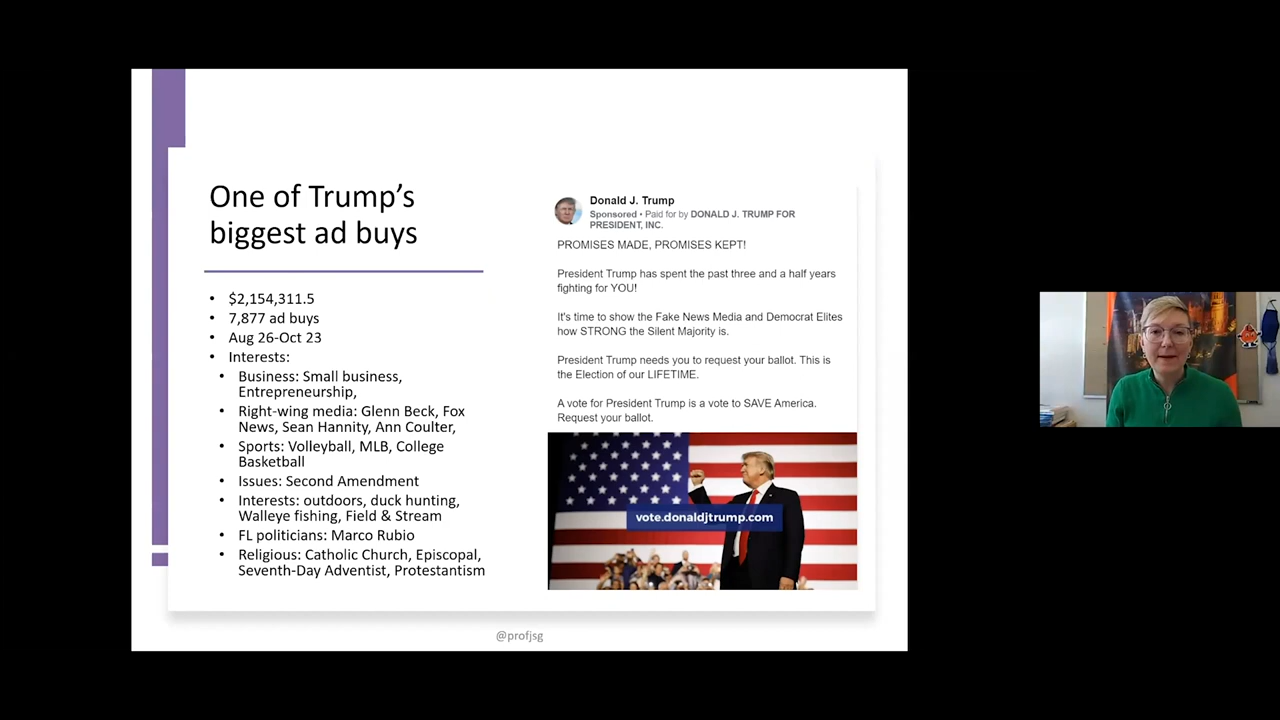 One of Trump's
biggest ad buys
• $2,154,311.5
• 7,877 ad buys
• Aug 26-Oct 23
• Interests:
• Business: Small business,
Entrepreneurship,
• Right-wing media: Glenn Beck, Fox
News, Sean Hannity, Ann Coulter,
• Sports: Volleyball, MLB, College
Basketball
• Issues: Second Amendment
• Interests: outdoors, duck hunting,
Walleye fishing, Field & Stream
• FL politicians: Marco Rubio
• Religious: Catholic Church, Episcopal,
Seventh-Day Adventist, Protestantism
Donald J. Trump
Sponsored • Paid for by DONALD J. TRUMP FOR
PRESIDENT, INC.
PROMISES MADE, PROMISES KEPT!
President Trump has spent the past three and a half years
fighting for YOU!
It's time to show the Fake News Media and Democrat Elites
how STRONG the Silent Majority is.
President Trump needs you to request your ballot. This is
the Election of our LIFETIME.
A vote for President Trump is a vote to SAVE America.
Request your ballot.
vote.donaldjtrump.com
@profjsg